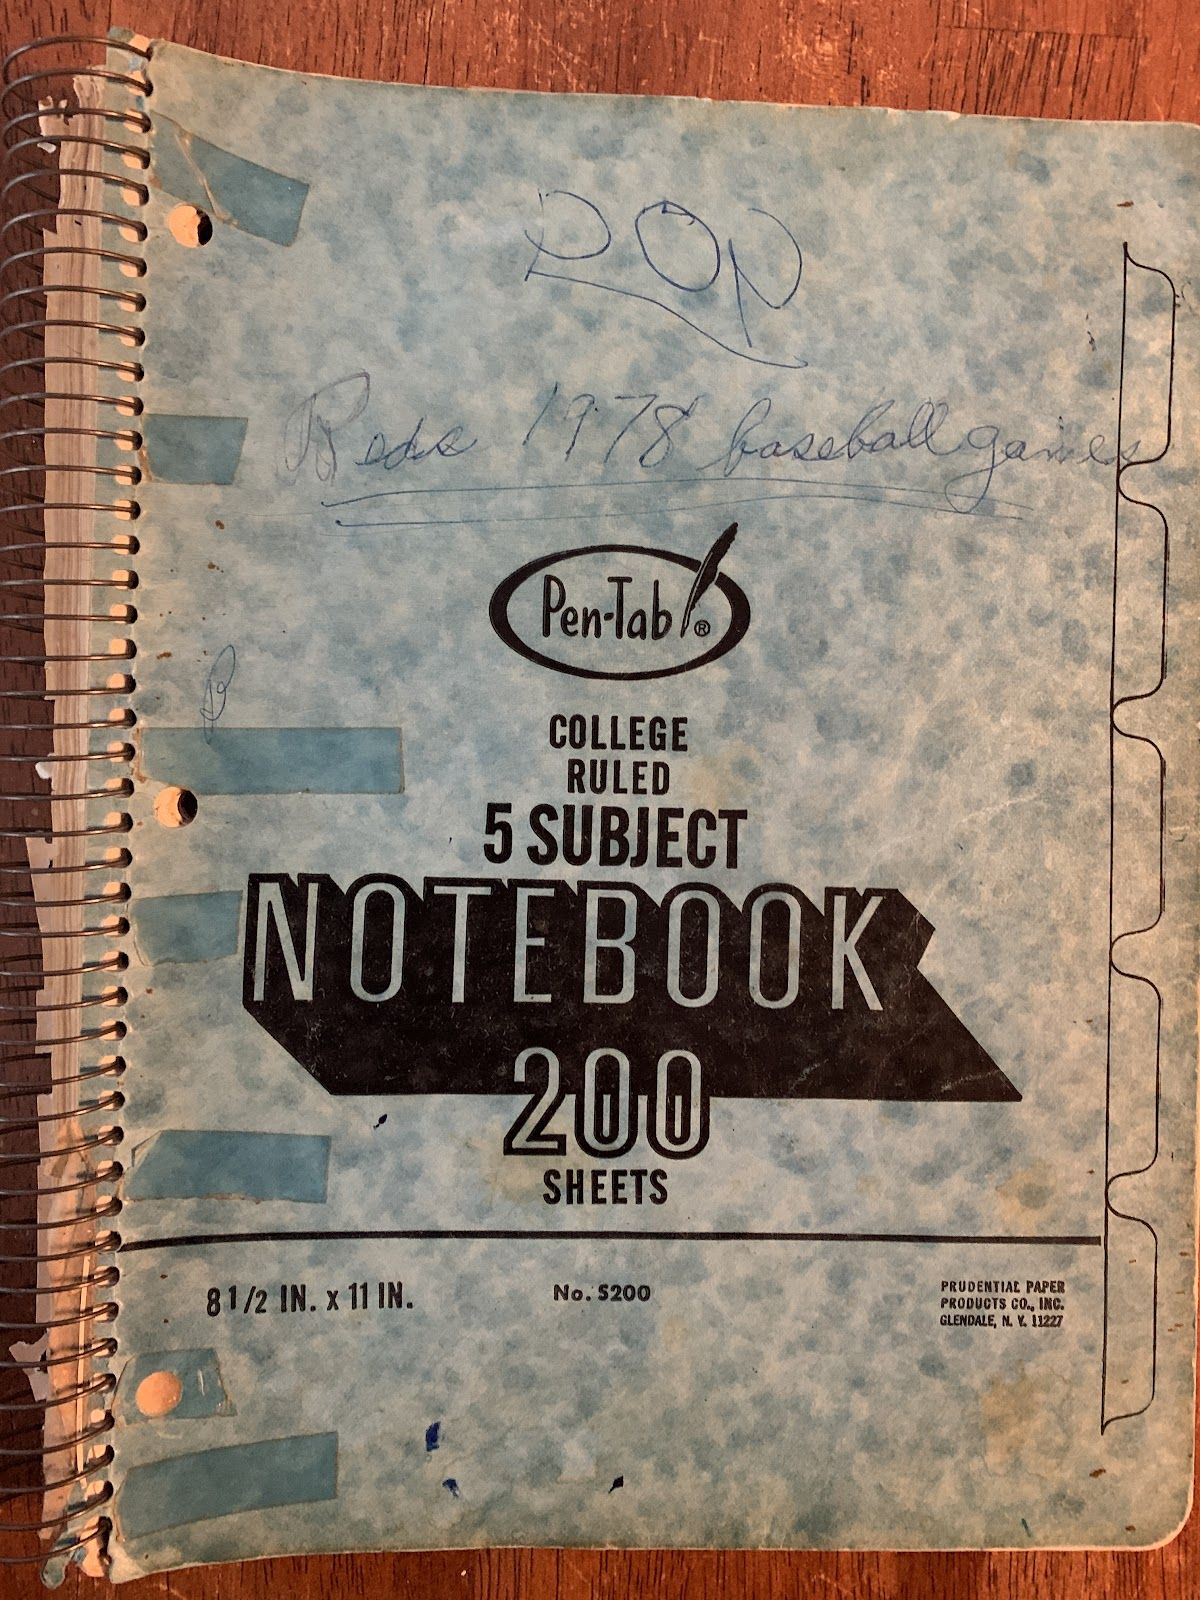 POP
Reds 1978 baseball games
Pen-Tab®
COLLEGE
RULED
5 SUBJECT
NOTEBOOK
200
SHEETS
8 1/2 IN. x 11 IN.
No. S200
PRUDENTIAL PAPER
PRODUCTS CO., INC.
GLENDALE, N. Y. 11227